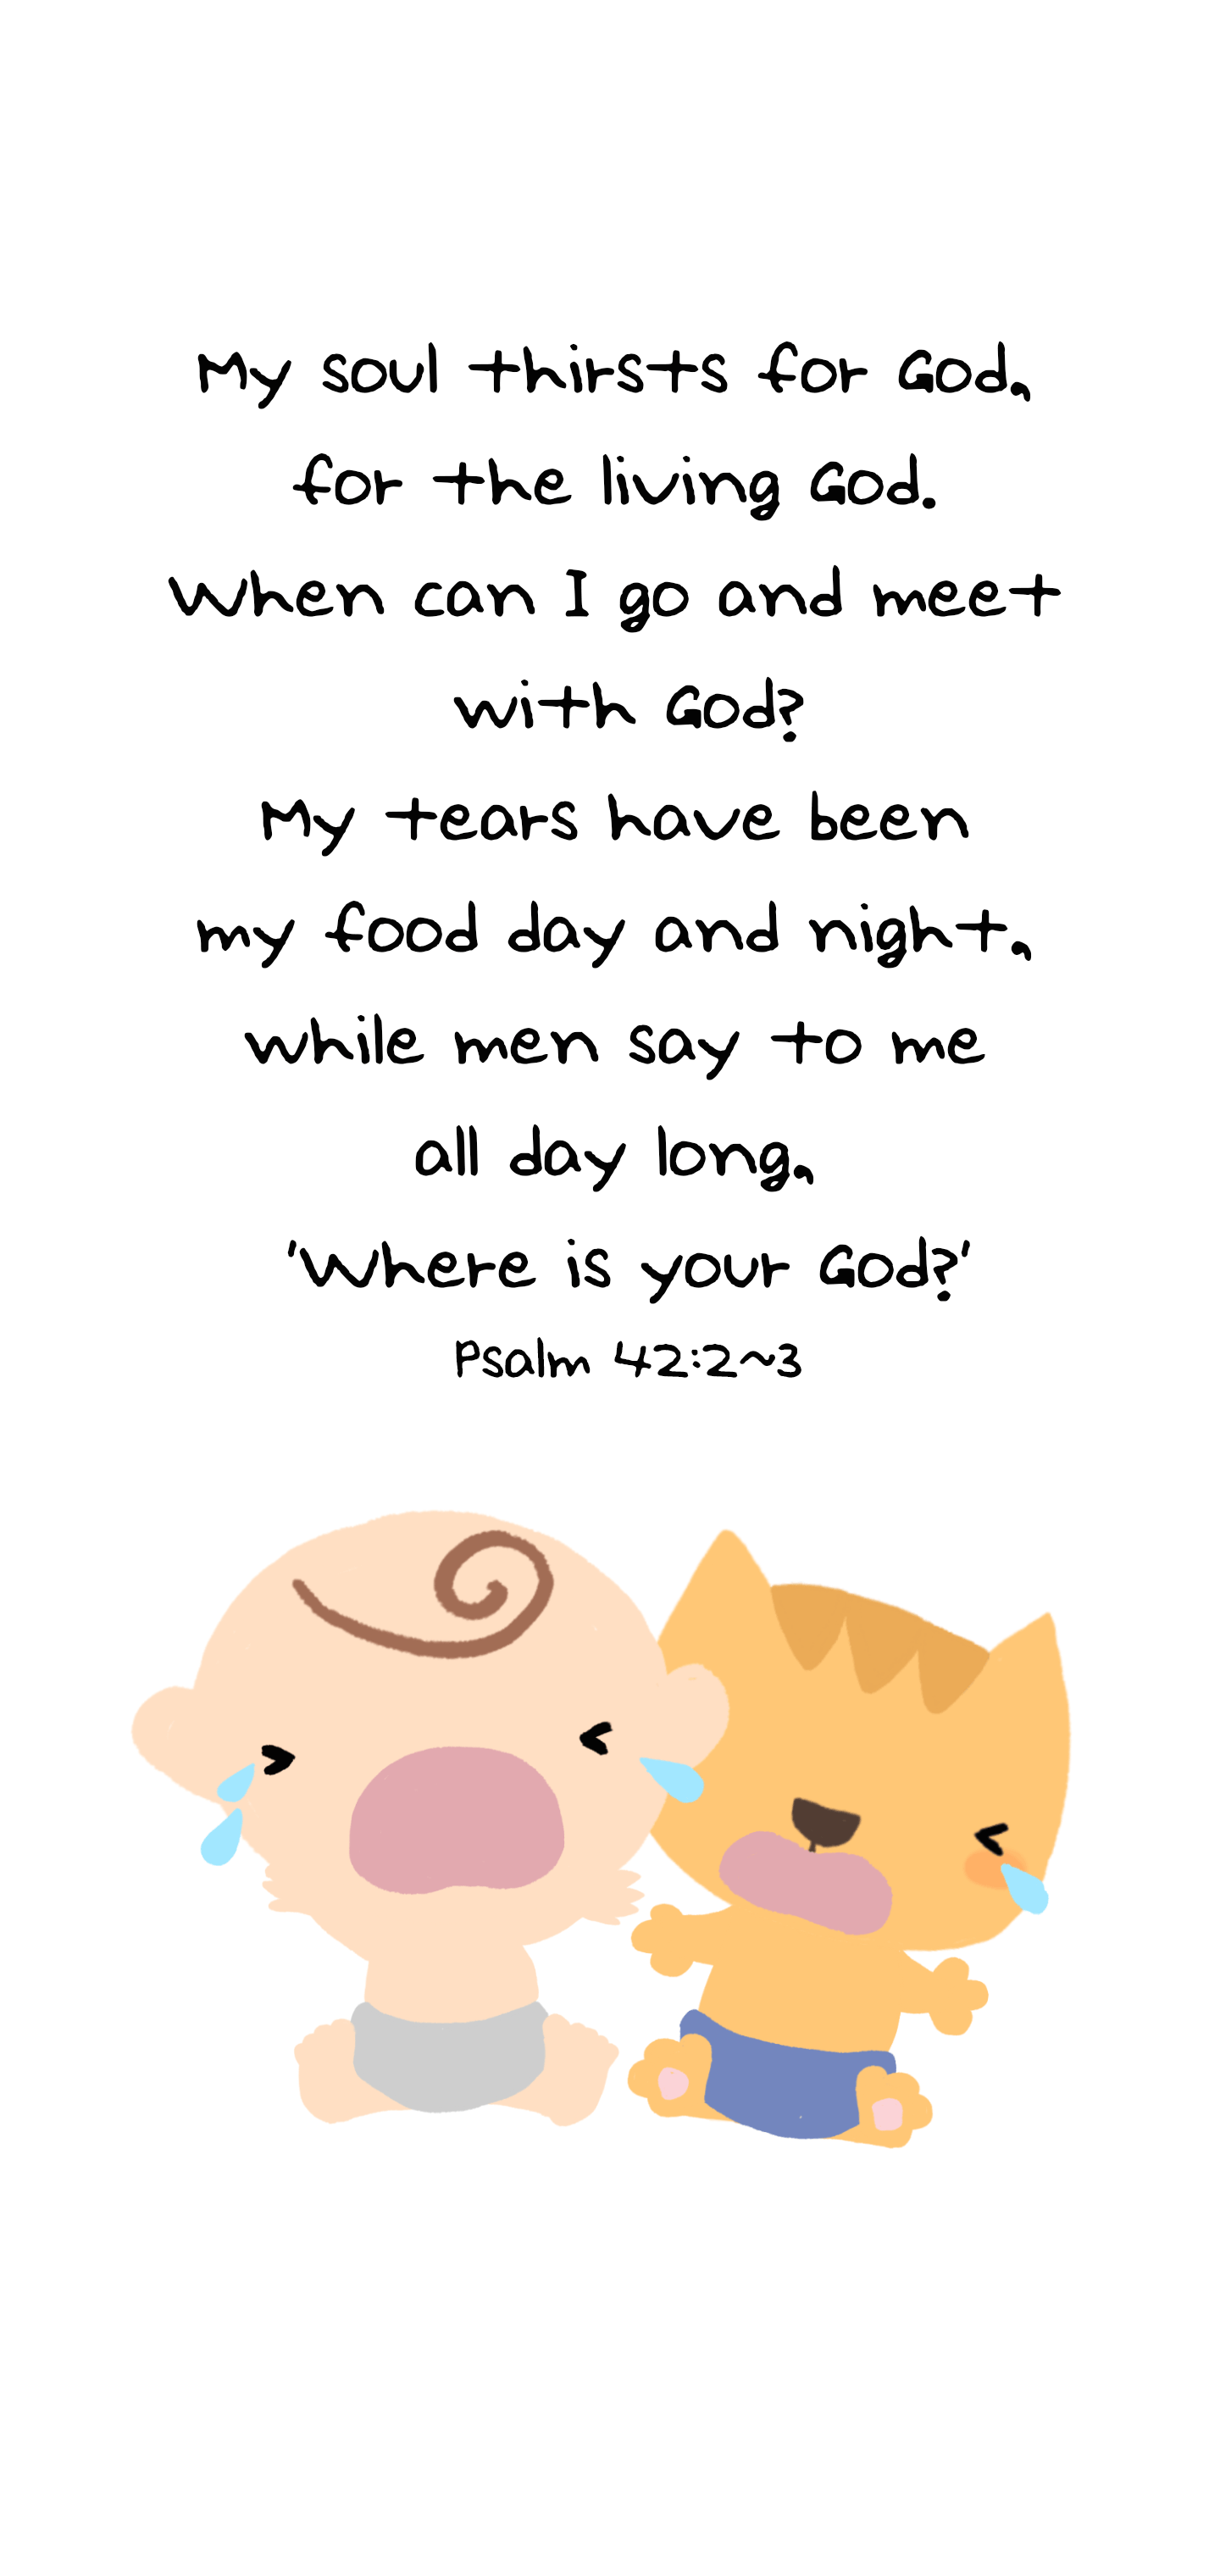 My soul thirsts for God,
for the living God.
When can I go and meet
with God?
My tears have been
my food day and night,
while men say to me
all day long,
'Where is your God?'
Psalm 42:2~3